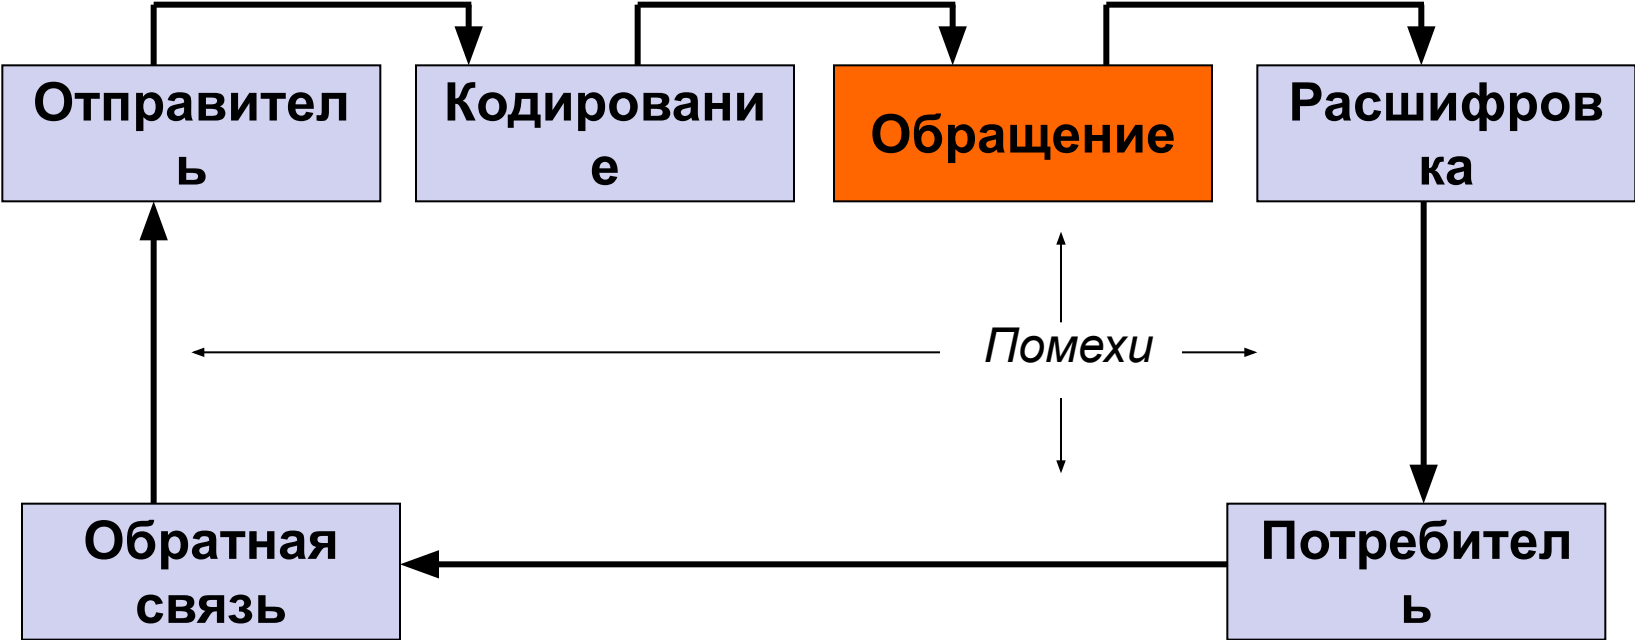 Отправител
ь
Кодировани
е
Обращение
Расшифров
ка
Помехи
Обратная
связь
Потребител
ь